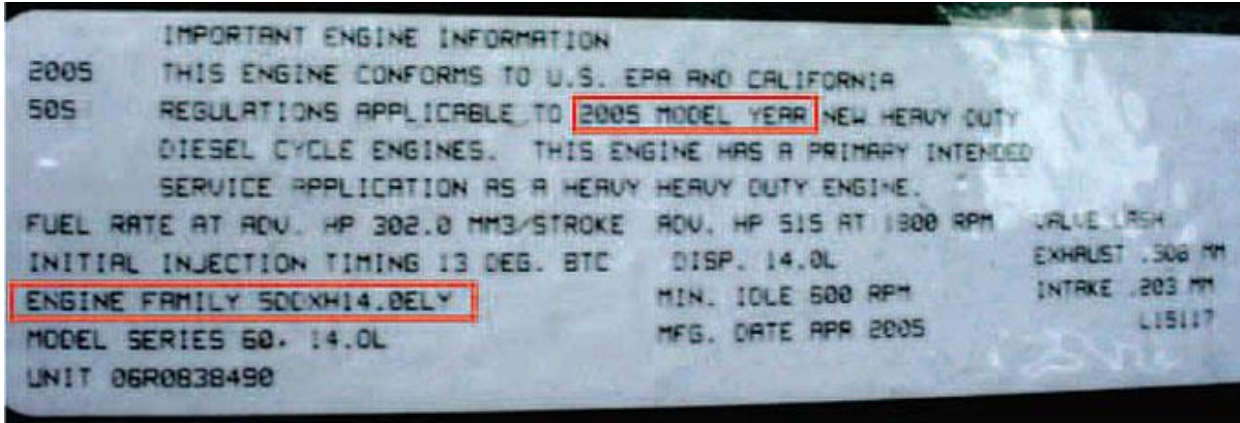 IMPORTANT ENGINE INFORMATION
2005 THIS ENGINE CONFORMS TO U.S. EPA AND CALIFORNIA
50S REGULATIONS APPLICABLE TO 2005 MODEL YEAR NEW HEAVY DUTY
DIESEL CYCLE ENGINES. THIS ENGINE HAS A PRIMARY INTENDED
SERVICE APPLICATION AS A HEAVY HEAVY DUTY ENGINE.
FUEL RATE AT ADV. HP 302.0 MM3/STROKE ADV. HP 515 AT 1800 RPM VALVE LASH
INITIAL INJECTION TIMING 13 DEG. BTC DISP. 14.0L EXHAUST .508 MM
ENGINE FAMILY 5DDXH14.0ELY MIN. IDLE 600 RPM INTAKE .203 MM
MODEL SERIES 60, 14.0L MFG. DATE APR 2005
UNIT 06R0838490